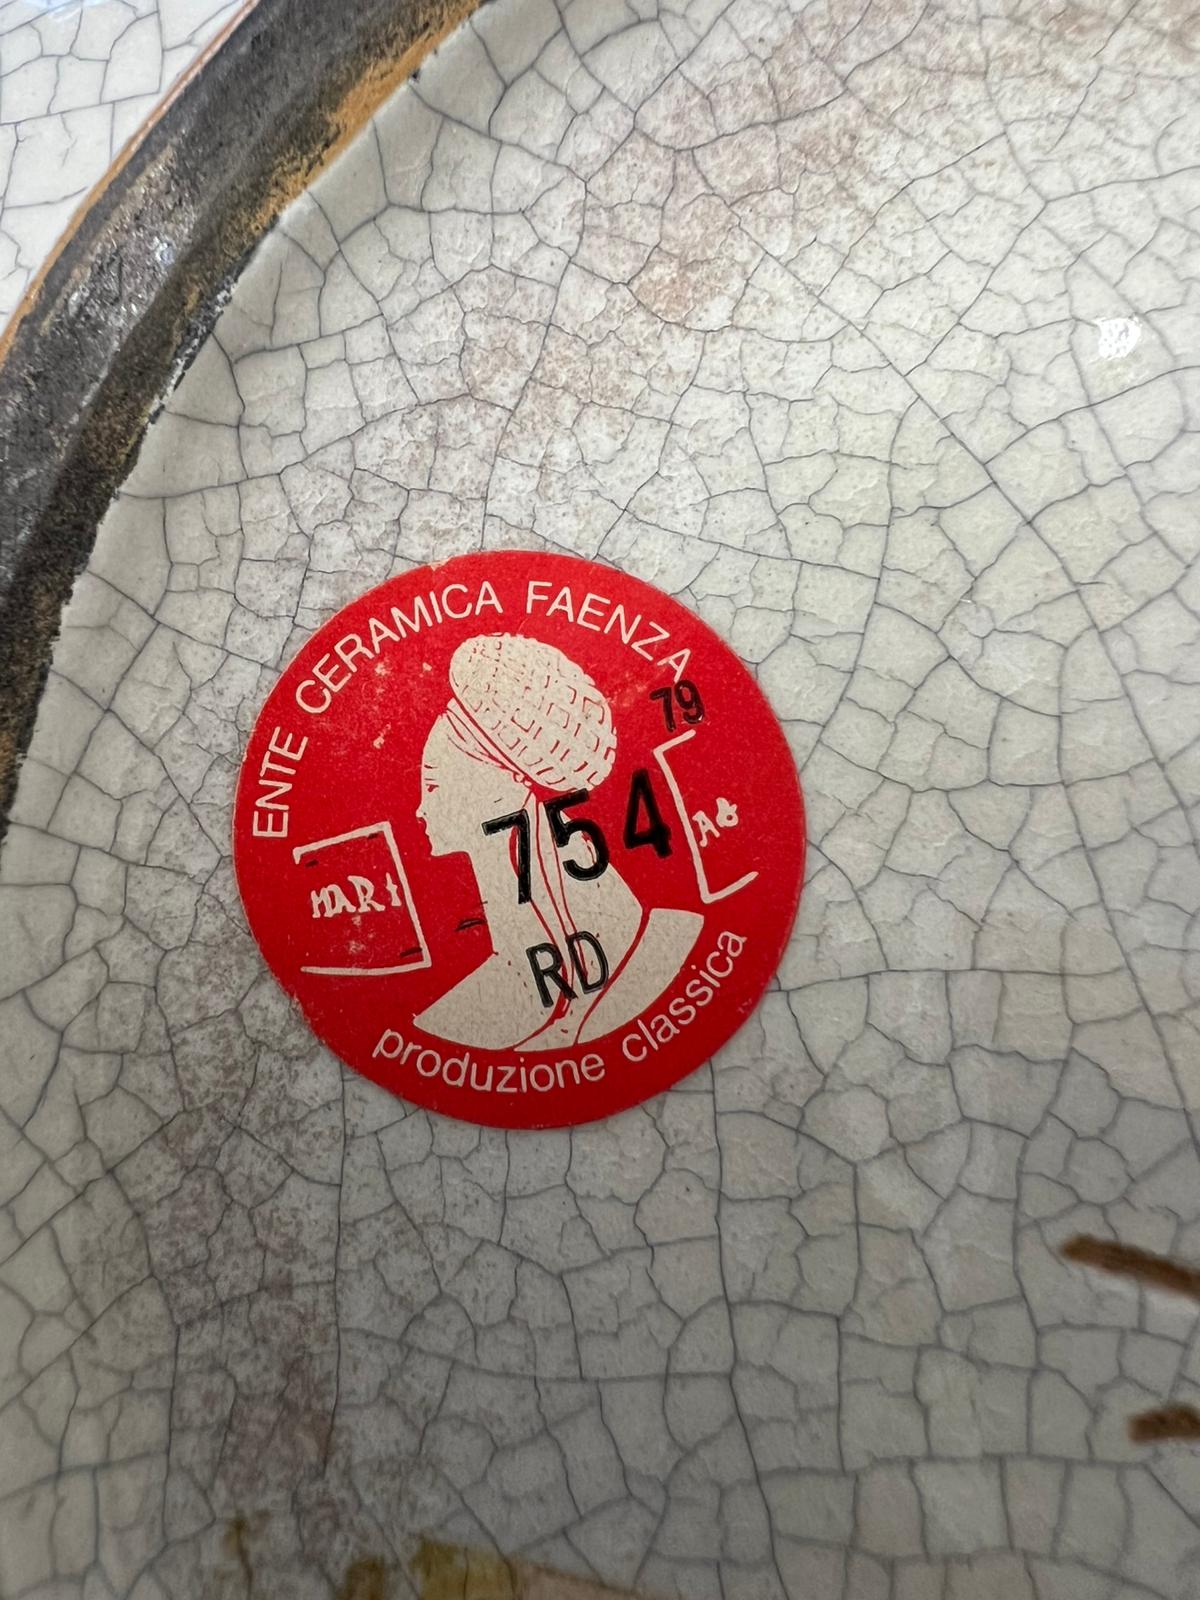 ENTE CERAMICA FAENZA
79
754
RD
produzione classica